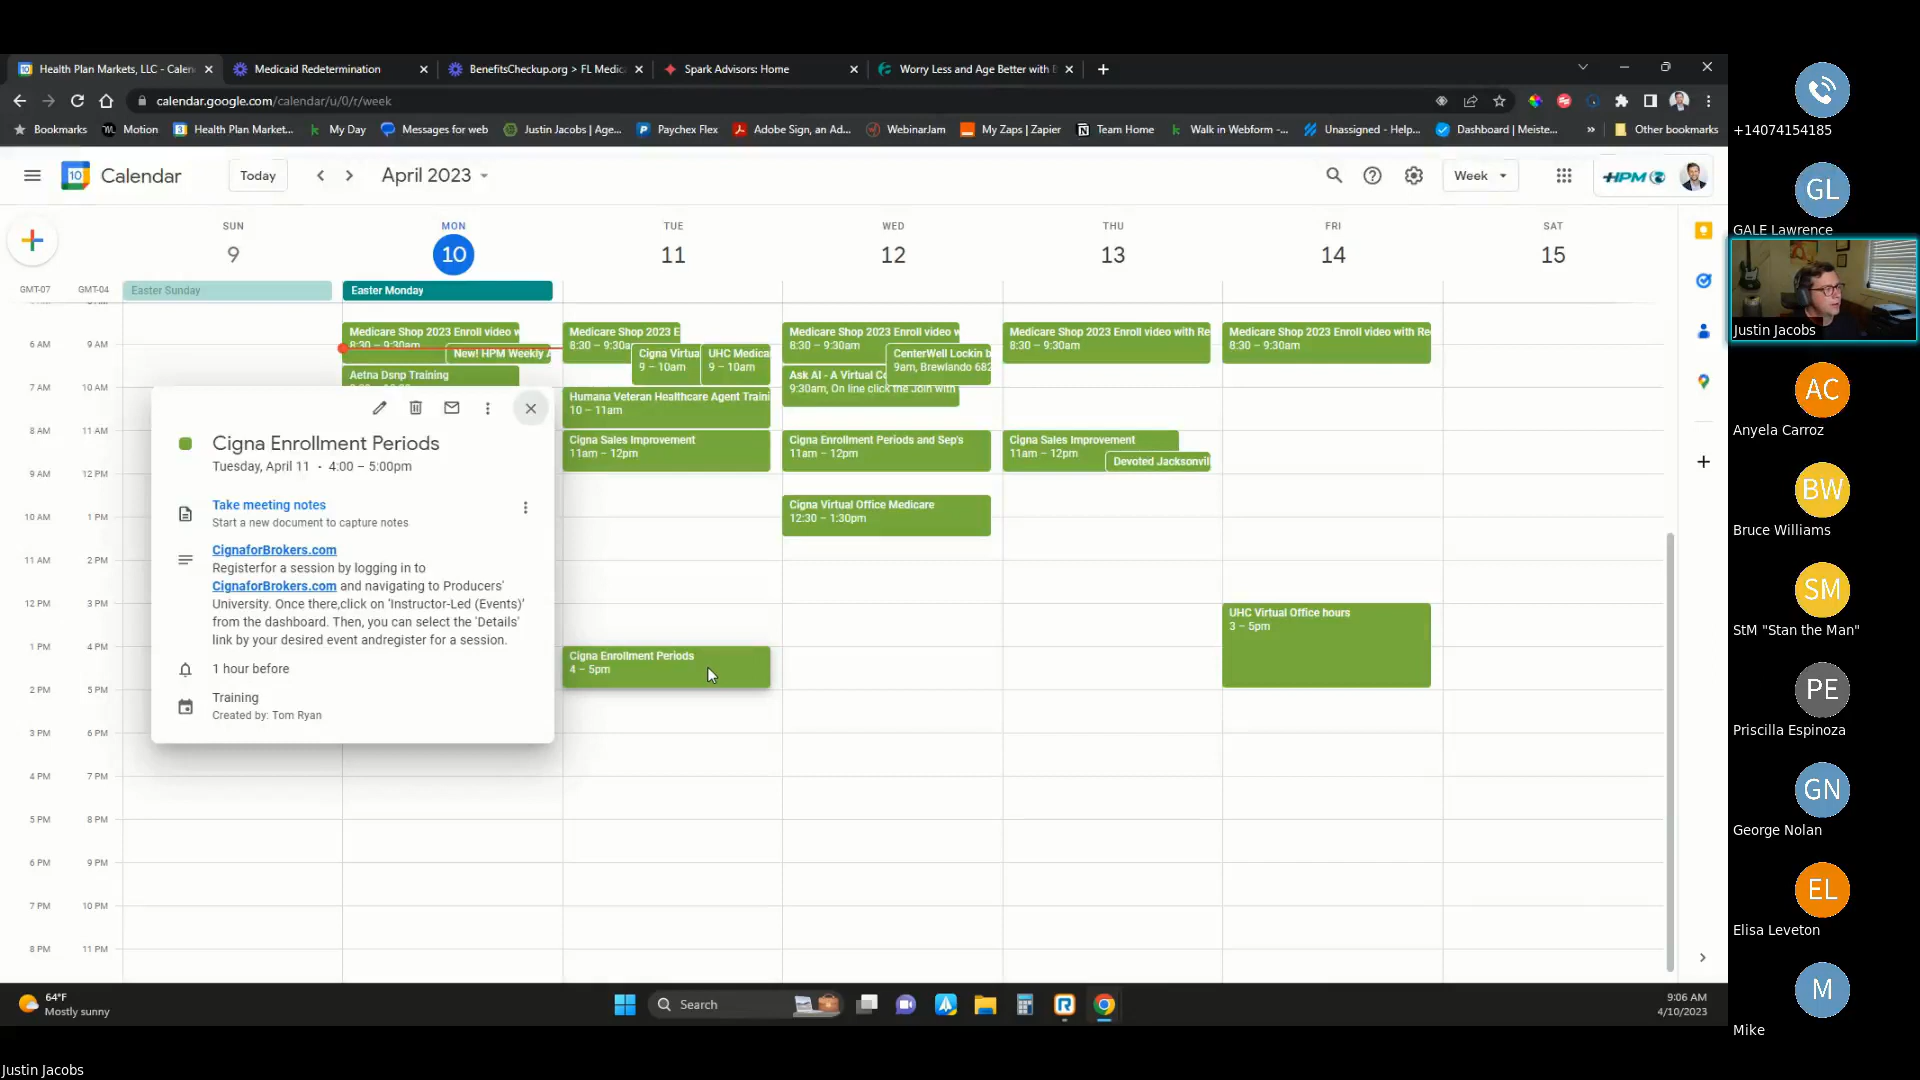 Health Plan Markets, LLC - Calen
Medicaid Redetermination
BenefitsCheckup.org > FL Medic
Spark Advisors: Home
Worry Less and Age Better with
calendar.google.com/calendar/u/0/r/week
Bookmarks
Motion
Health Plan Market...
My Day
Messages for web
Justin Jacobs | Age...
Paychex Flex
Adobe Sign, an Ad...
WebinarJam
My Zaps | Zapier
Team Home
Walk in Webform -...
Unassigned - Help...
Dashboard | Meiste...
Other bookmarks
10
Calendar
Today
April 2023
Week
HPM
SUN
9
MON
10
TUE
11
WED
12
THU
13
FRI
14
SAT
15
GMT-07
GMT-04
Easter Sunday
Easter Monday
6 AM
9 AM
7 AM
10 AM
8 AM
11 AM
9 AM
12 PM
10 AM
1 PM
11 AM
2 PM
12 PM
3 PM
1 PM
4 PM
2 PM
5 PM
3 PM
6 PM
4 PM
7 PM
5 PM
8 PM
6 PM
9 PM
7 PM
10 PM
8 PM
11 PM
Medicare Shop 2023 Enroll video w
8:30 – 9:30am
New! HPM Weekly A
Aetna Dsnp Training
Medicare Shop 2023 E
8:30 – 9:30a
Cigna Virtua
9 – 10am
UHC Medica
9 – 10am
Humana Veteran Healthcare Agent Traini
10 – 11am
Cigna Sales Improvement
11am – 12pm
Cigna Enrollment Periods
4 – 5pm
Medicare Shop 2023 Enroll video w
8:30 – 9:30am
CenterWell Lockin b
9am, Brewlando 682
Ask AI - A Virtual Co
9:30am, On line click the Join with
Cigna Enrollment Periods and Sep's
11am – 12pm
Cigna Virtual Office Medicare
12:30 – 1:30pm
Medicare Shop 2023 Enroll video with Re
8:30 – 9:30am
Cigna Sales Improvement
11am – 12pm
Devoted Jacksonvil
Medicare Shop 2023 Enroll video with Re
8:30 – 9:30am
UHC Virtual Office hours
3 – 5pm
Cigna Enrollment Periods
Tuesday, April 11 • 4:00 – 5:00pm
Take meeting notes
Start a new document to capture notes
CignaforBrokers.com
Registerfor a session by logging in to
CignaforBrokers.com and navigating to Producers'
University. Once there,click on 'Instructor-Led (Events)'
from the dashboard. Then, you can select the 'Details'
link by your desired event andregister for a session.
1 hour before
Training
Created by: Tom Ryan
64°F
Mostly sunny
Search
9:06 AM
4/10/2023
+14074154185
GL
GALE Lawrence
Justin Jacobs
AC
Anyela Carroz
BW
Bruce Williams
SM
StM "Stan the Man"
PE
Priscilla Espinoza
GN
George Nolan
EL
Elisa Leveton
M
Mike
Justin Jacobs